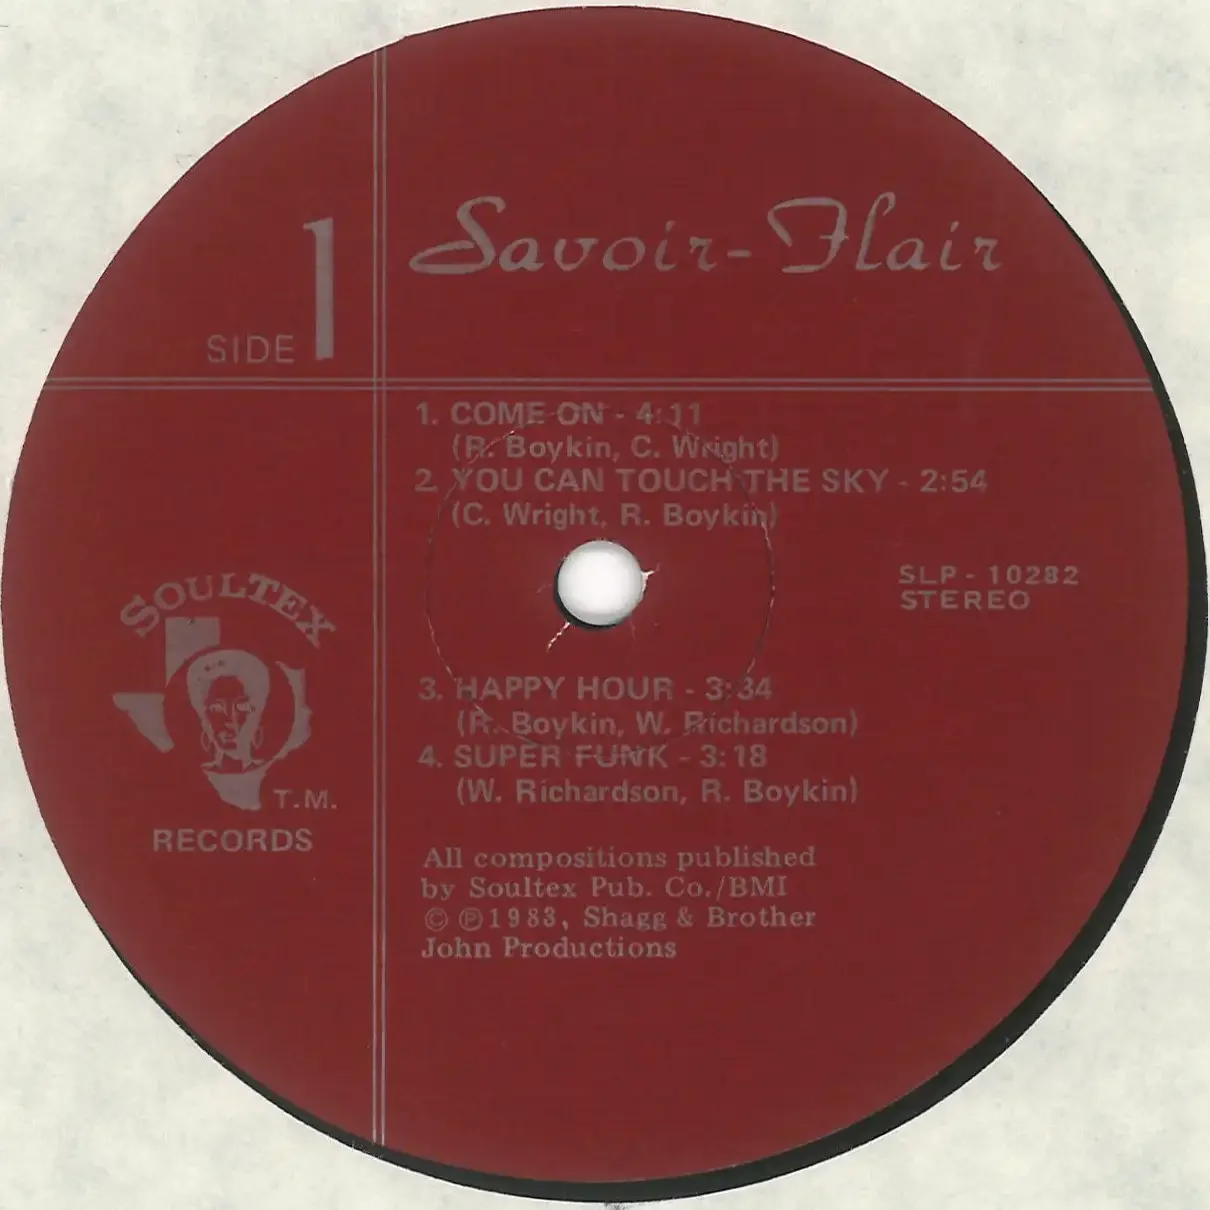 Savoir-Flair
SIDE 1
1. COME ON - 4:11
(R. Boykin, C. Wright)
2. YOU CAN TOUCH THE SKY - 2:54
(C. Wright, R. Boykin)
SLP - 10282
STEREO
3. HAPPY HOUR - 3:34
(R. Boykin, W. Richardson)
4. SUPER FUNK - 3:18
(W. Richardson, R. Boykin)
SOULTEX
T.M.
RECORDS
All compositions published
by Soultex Pub. Co./BMI
© ℗1983, Shagg & Brother
John Productions